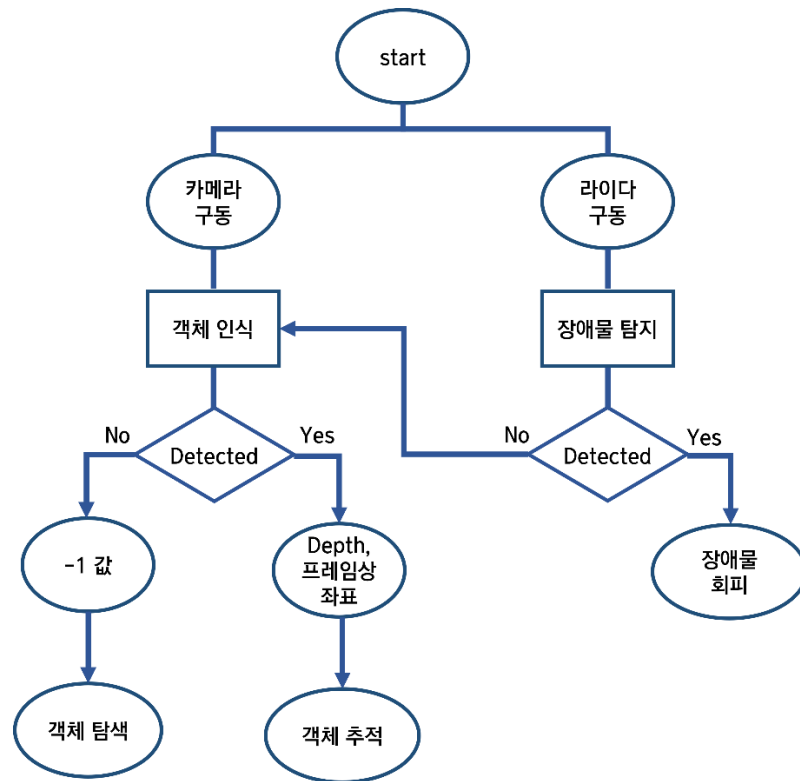 start
카메라
구동
라이다
구동
객체 인식
장애물 탐지
No
Detected
Yes
No
Detected
Yes
-1 값
Depth,
프레임상
좌표
장애물
회피
객체 탐색
객체 추적